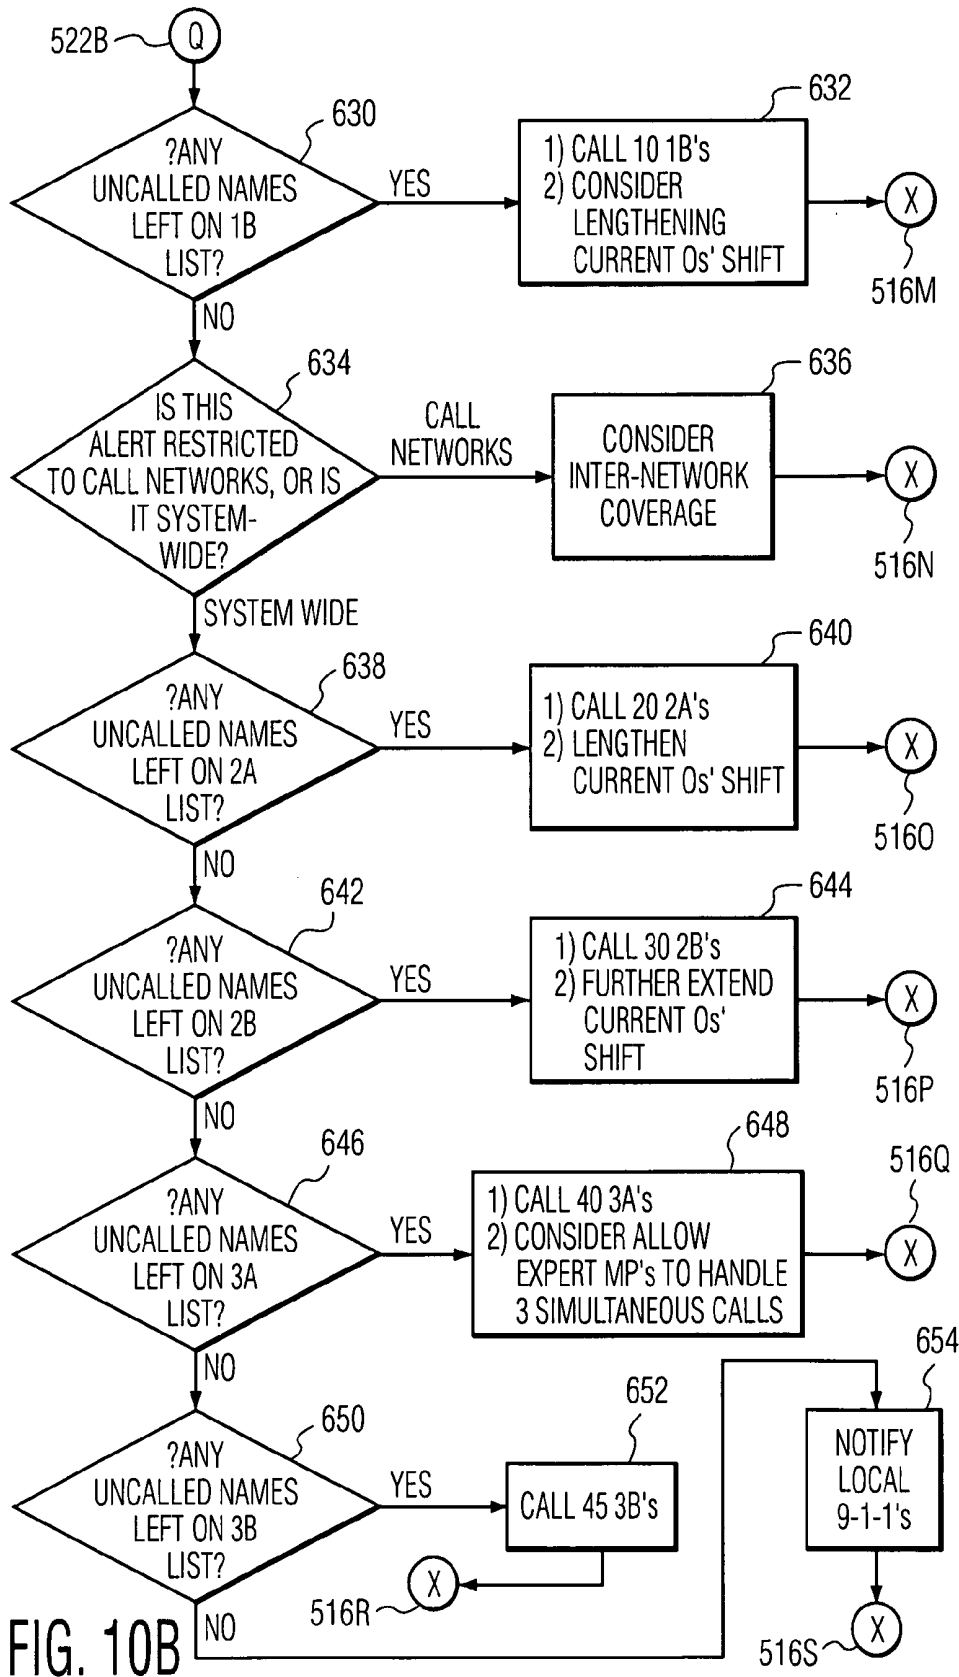 522B
Q
630
?ANY
UNCALLED NAMES
LEFT ON 1B
LIST?
YES
632
1) CALL 10 1B's
2) CONSIDER
LENGTHENING
CURRENT Os' SHIFT
X
516M
NO
634
IS THIS
ALERT RESTRICTED
TO CALL NETWORKS, OR IS
IT SYSTEM-
WIDE?
CALL
NETWORKS
636
CONSIDER
INTER-NETWORK
COVERAGE
X
516N
SYSTEM WIDE
638
?ANY
UNCALLED NAMES
LEFT ON 2A
LIST?
YES
640
1) CALL 20 2A's
2) LENGTHEN
CURRENT Os' SHIFT
X
516O
NO
642
?ANY
UNCALLED NAMES
LEFT ON 2B
LIST?
YES
644
1) CALL 30 2B's
2) FURTHER EXTEND
CURRENT Os'
SHIFT
X
516P
NO
646
?ANY
UNCALLED NAMES
LEFT ON 3A
LIST?
YES
648
1) CALL 40 3A's
2) CONSIDER ALLOW
EXPERT MP's TO HANDLE
3 SIMULTANEOUS CALLS
516Q
X
NO
650
?ANY
UNCALLED NAMES
LEFT ON 3B
LIST?
YES
652
CALL 45 3B's
X
516R
654
NOTIFY
LOCAL
9-1-1's
X
516S
NO
FIG. 10B